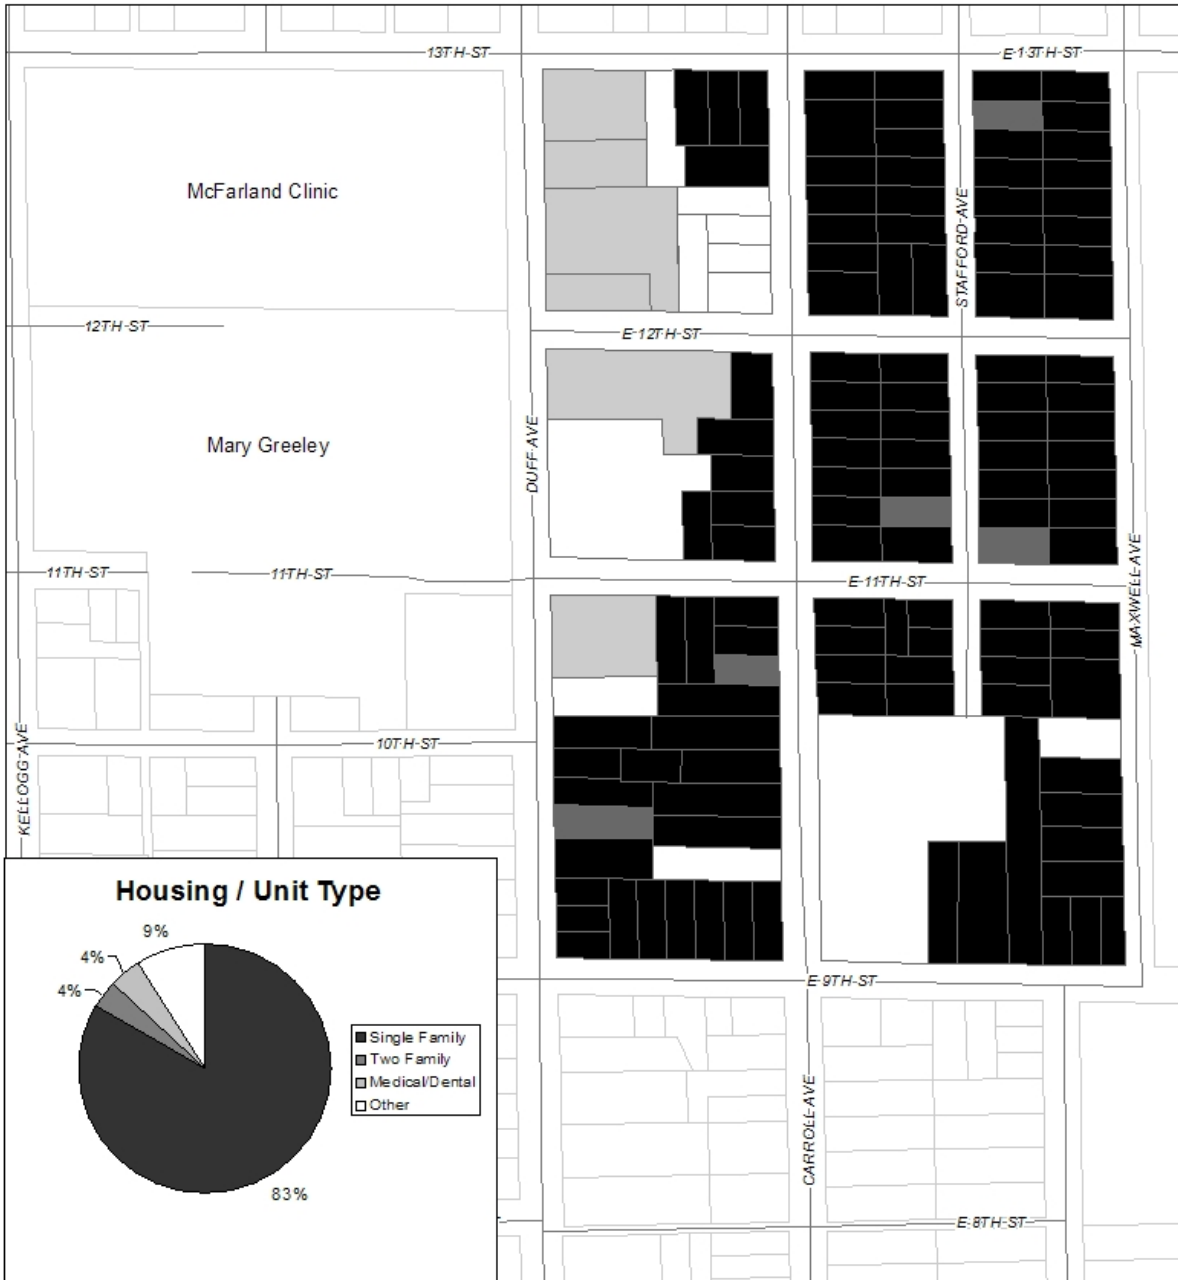 13TH-ST
E-13TH-ST
McFarland Clinic
STAFFORD-AVE
12TH-ST
E-12TH-ST
Mary Greeley
DUFF-AVE
11TH-ST
11TH-ST
E-11TH-ST
MAXWELL-AVE
KELLOGG-AVE
10TH-ST
Housing / Unit Type
9%
4%
4%
83%
Single Family
Two Family
Medical/Dental
Other
E-9TH-ST
CARROLL-AVE
E-8TH-ST